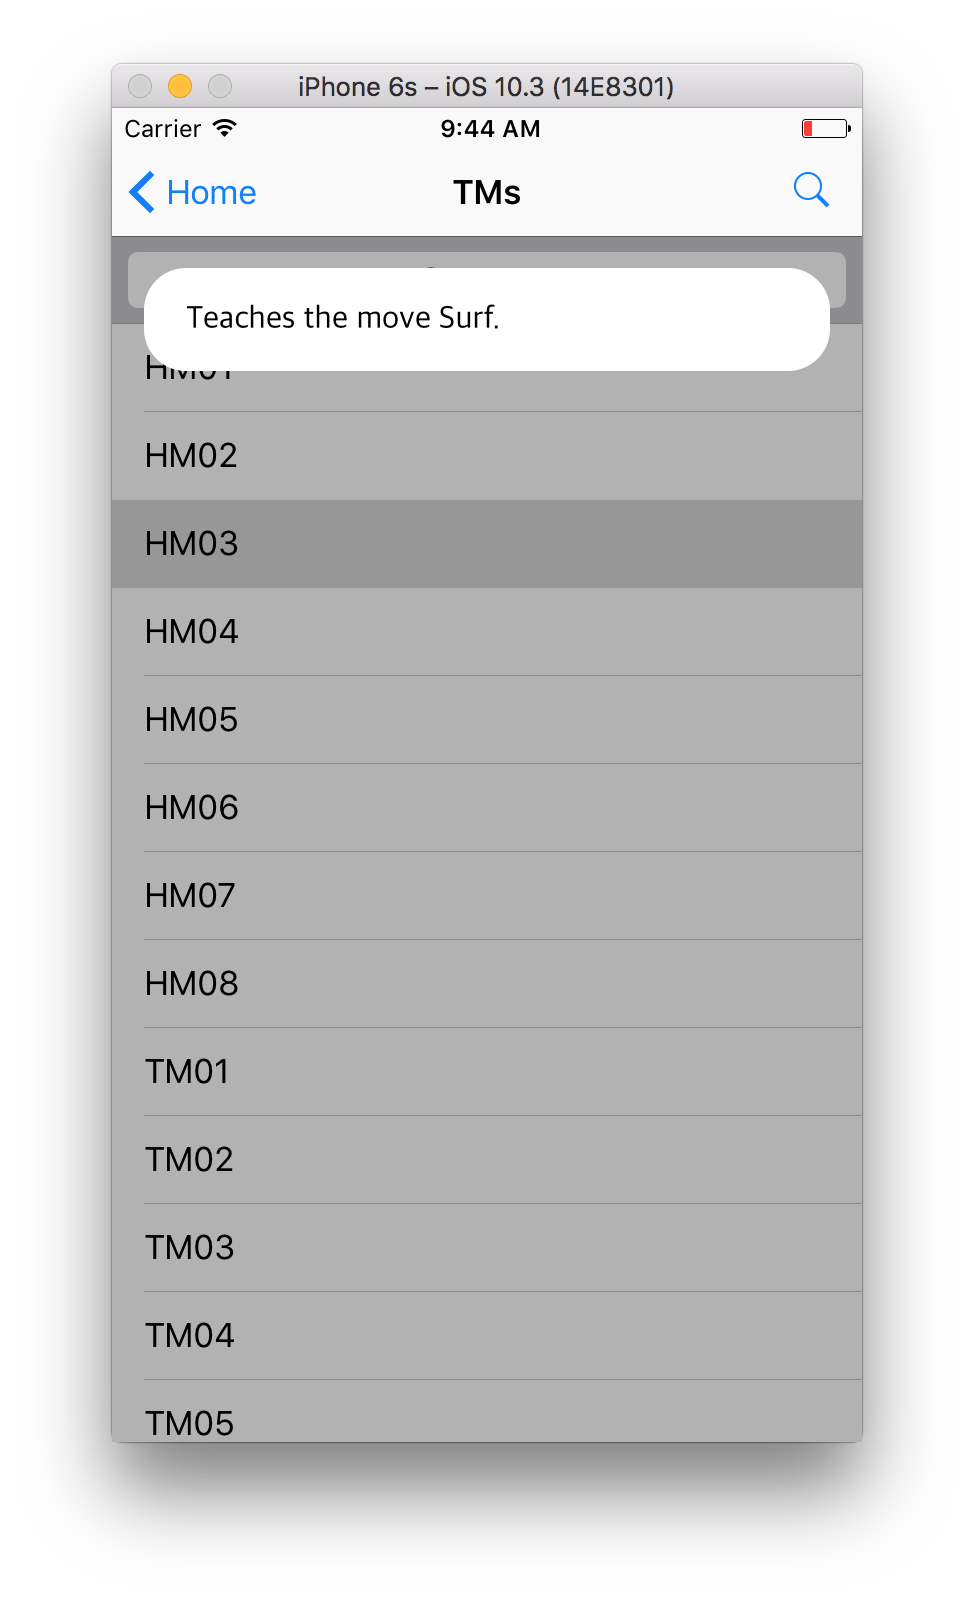 iPhone 6s – iOS 10.3 (14E8301)
Carrier 9:44 AM
Home TMs
Teaches the move Surf.
HM01
HM02
HM03
HM04
HM05
HM06
HM07
HM08
TM01
TM02
TM03
TM04
TM05